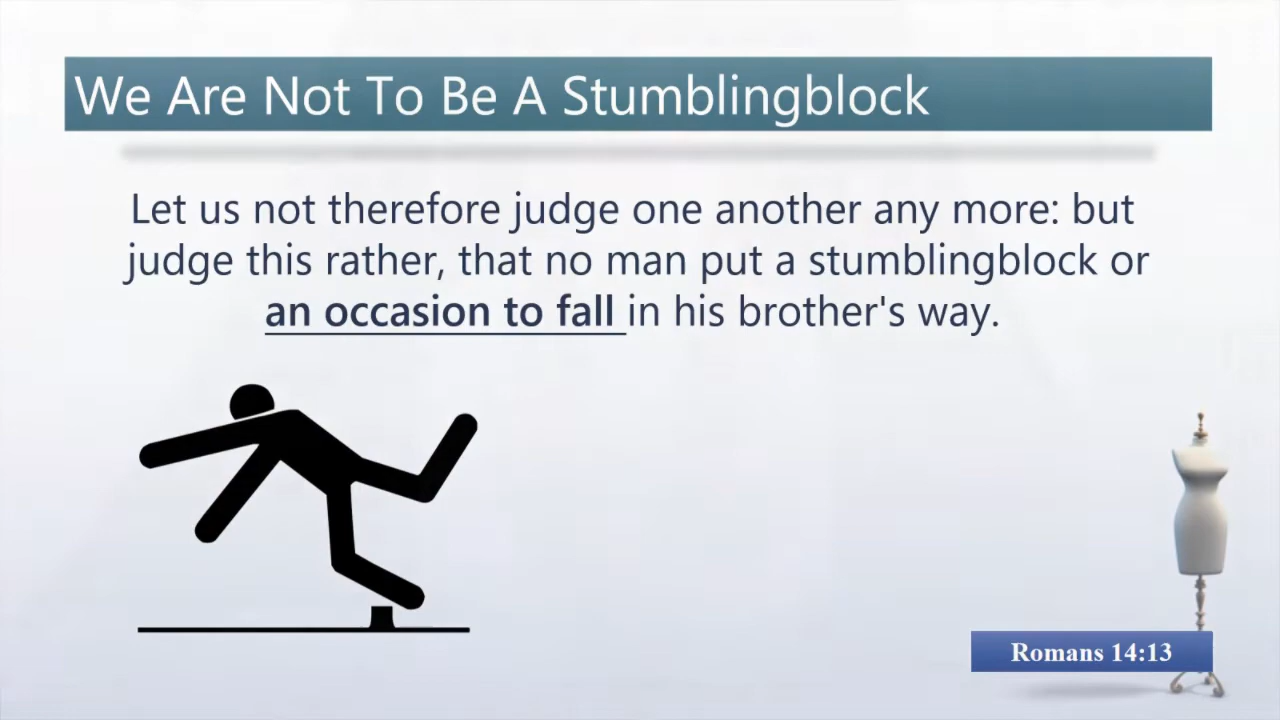 We Are Not To Be A Stumblingblock
Let us not therefore judge one another any more: but
judge this rather, that no man put a stumblingblock or
an occasion to fall in his brother's way.
Romans 14:13